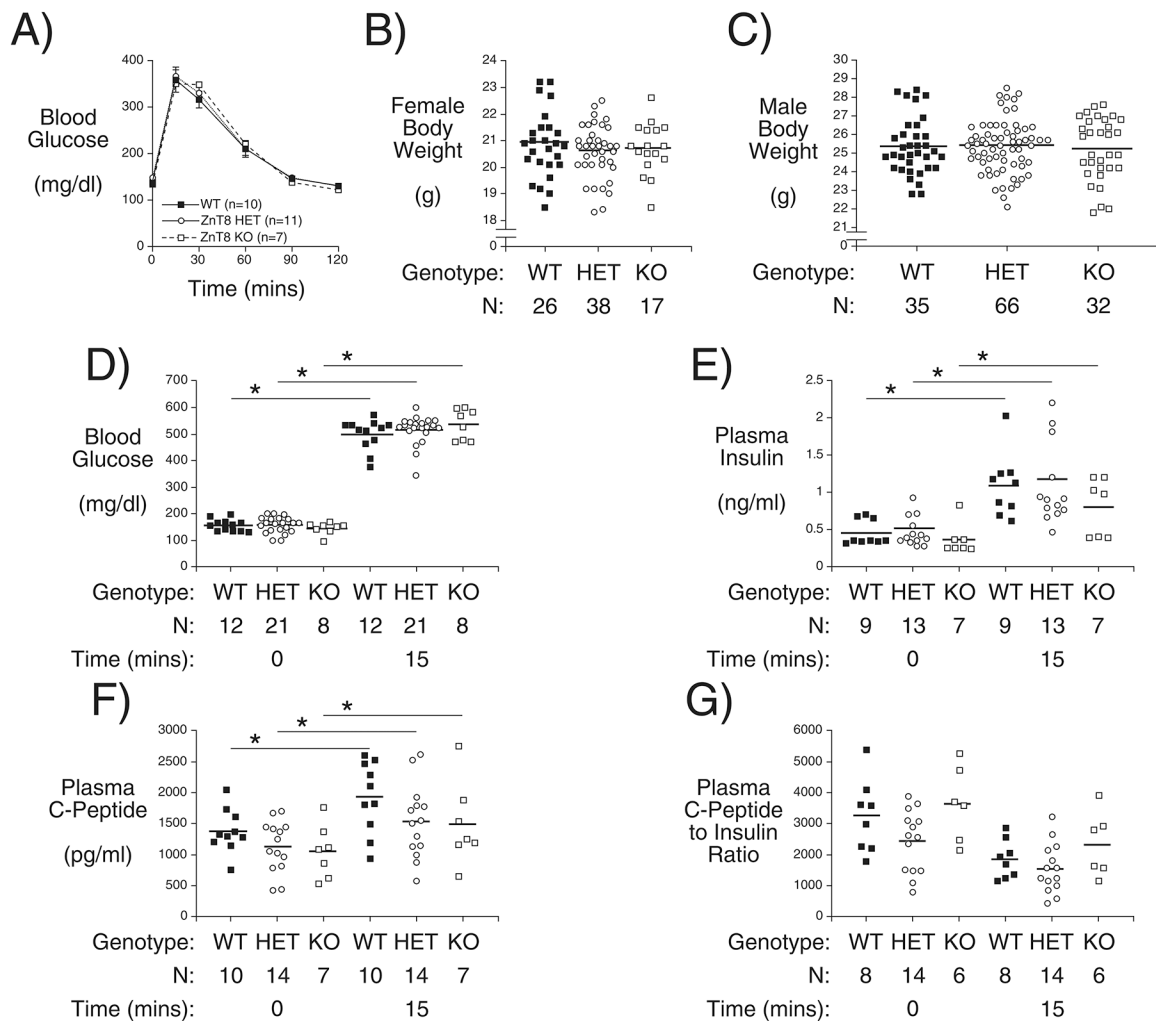 A)
Blood
Glucose
(mg/dl)
400
300
200
100
0
WT (n=10)
ZnT8 HET (n=11)
ZnT8 KO (n=7)
0 30 60 90 120
Time (mins)
B)
Female
Body
Weight
(g)
24
23
22
21
20
19
18
0
Genotype: WT HET KO
N: 26 38 17
C)
Male
Body
Weight
(g)
30
29
28
27
26
25
24
23
22
21
0
Genotype: WT HET KO
N: 35 66 32
D)
Blood
Glucose
(mg/dl)
700
600
500
400
300
200
100
0
* * *
Genotype: WT HET KO WT HET KO
N: 12 21 8 12 21 8
Time (mins): 0 15
E)
Plasma
Insulin
(ng/ml)
2.5
2
1.5
1
0.5
0
* * *
Genotype: WT HET KO WT HET KO
N: 9 13 7 9 13 7
Time (mins): 0 15
F)
Plasma
C-Peptide
(pg/ml)
3000
2500
2000
1500
1000
500
0
* * *
Genotype: WT HET KO WT HET KO
N: 10 14 7 10 14 7
Time (mins): 0 15
G)
Plasma
C-Peptide
to Insulin
Ratio
6000
5000
4000
3000
2000
1000
0
Genotype: WT HET KO WT HET KO
N: 8 14 6 8 14 6
Time (mins): 0 15